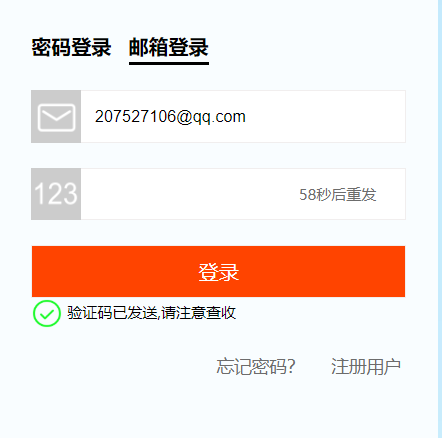 密码登录 邮箱登录
207527106@qq.com
123 58秒后重发
登录
验证码已发送,请注意查收
忘记密码? 注册用户